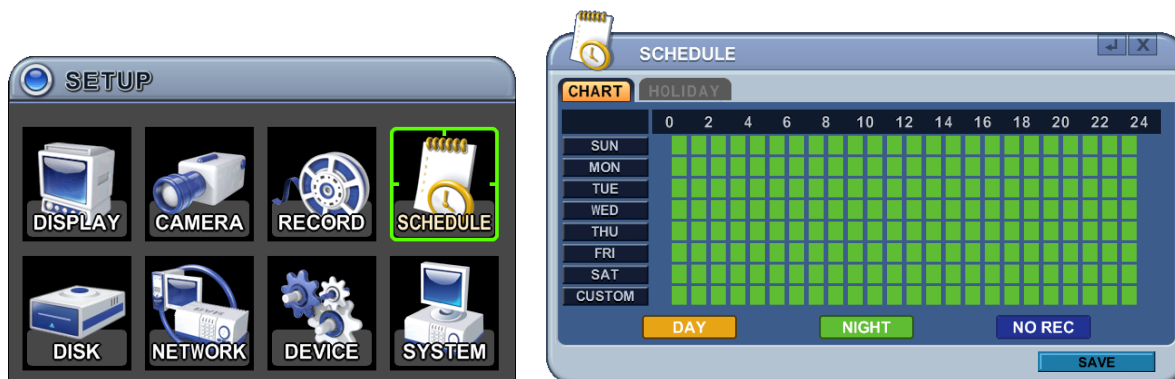 SETUP
DISPLAY CAMERA RECORD SCHEDULE
DISK NETWORK DEVICE SYSTEM
SCHEDULE X
CHART HOLIDAY
0 2 4 6 8 10 12 14 16 18 20 22 24
SUN
MON
TUE
WED
THU
FRI
SAT
CUSTOM
DAY NIGHT NO REC
SAVE